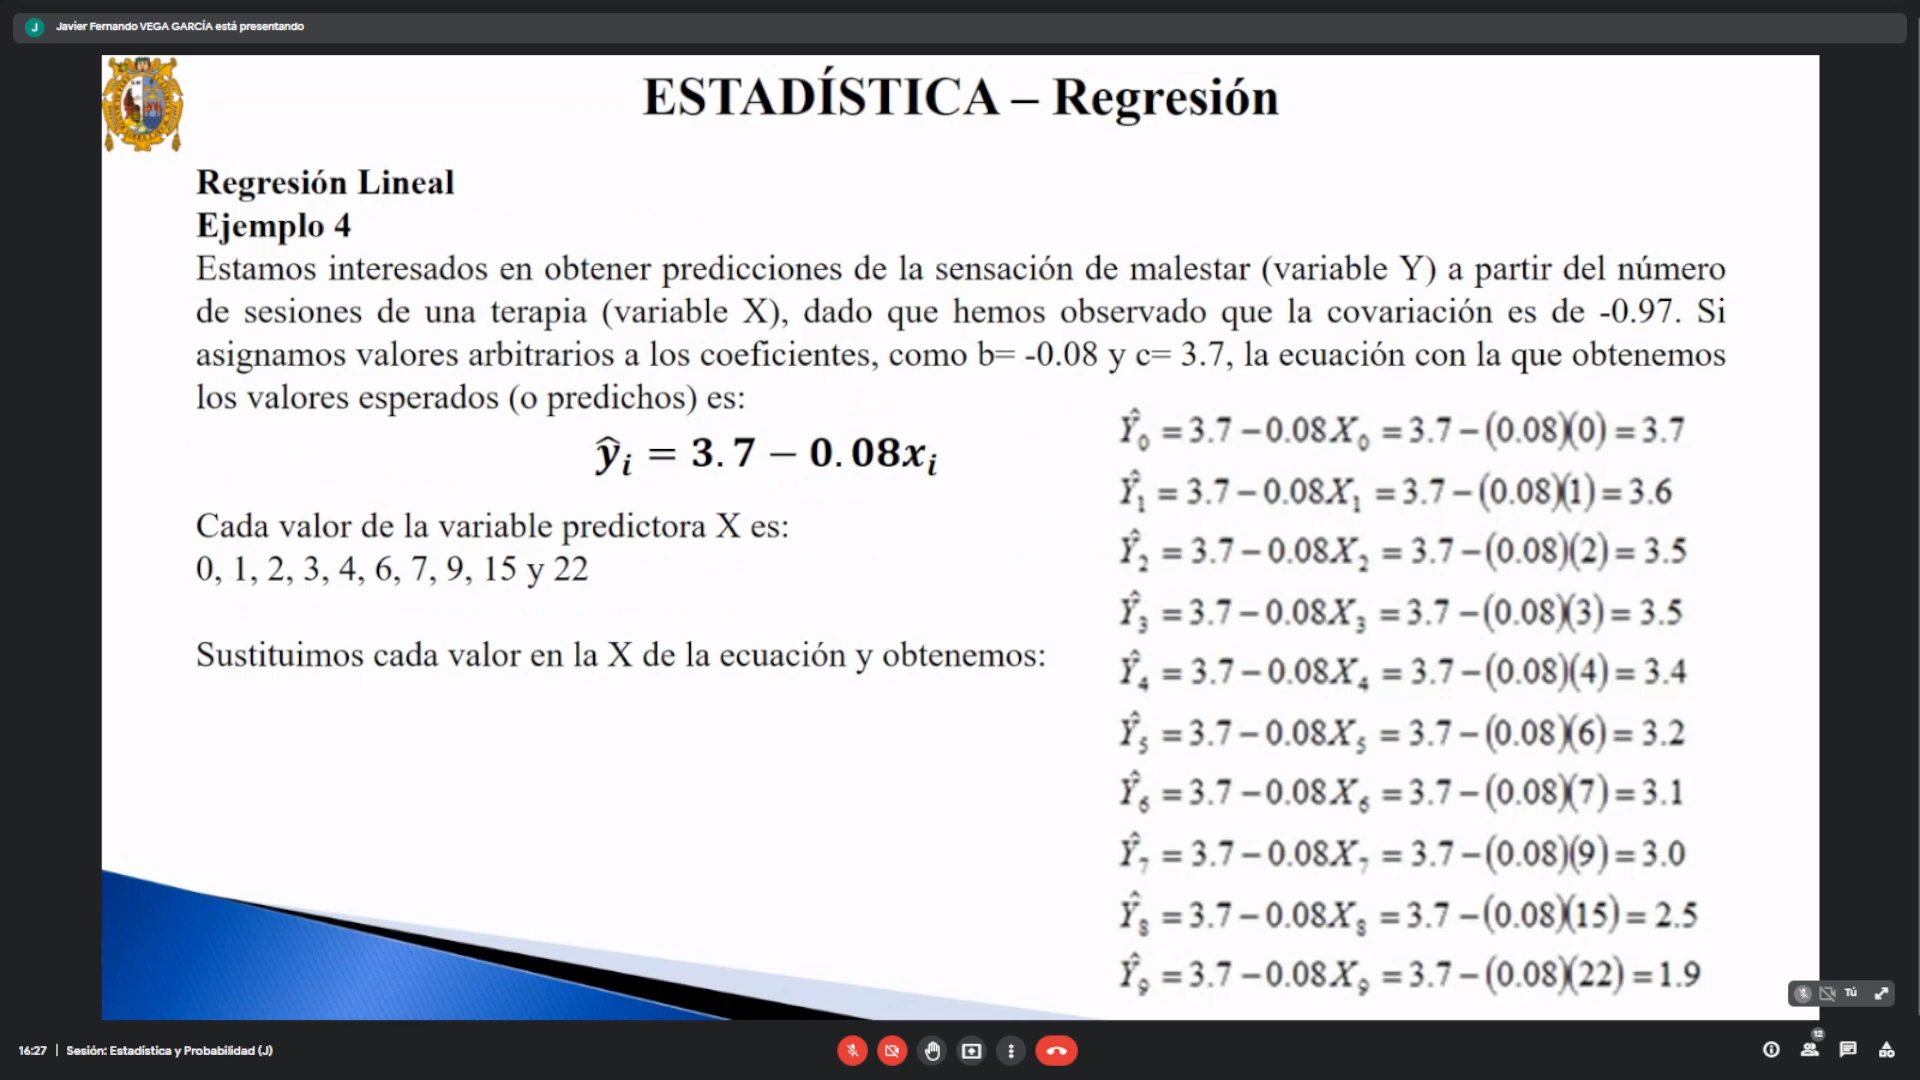 J Javier Fernando VEGA GARCÍA está presentando
ESTADÍSTICA – Regresión
Regresión Lineal
Ejemplo 4
Estamos interesados en obtener predicciones de la sensación de malestar (variable Y) a partir del número
de sesiones de una terapia (variable X), dado que hemos observado que la covariación es de -0.97. Si
asignamos valores arbitrarios a los coeficientes, como b= -0.08 y c= 3.7, la ecuación con la que obtenemos
los valores esperados (o predichos) es:
ŷᵢ = 3.7 − 0.08xᵢ
Cada valor de la variable predictora X es:
0, 1, 2, 3, 4, 6, 7, 9, 15 y 22
Sustituimos cada valor en la X de la ecuación y obtenemos:
Ŷ₀ = 3.7 − 0.08X₀ = 3.7 − (0.08)(0) = 3.7
Ŷ₁ = 3.7 − 0.08X₁ = 3.7 − (0.08)(1) = 3.6
Ŷ₂ = 3.7 − 0.08X₂ = 3.7 − (0.08)(2) = 3.5
Ŷ₃ = 3.7 − 0.08X₃ = 3.7 − (0.08)(3) = 3.5
Ŷ₄ = 3.7 − 0.08X₄ = 3.7 − (0.08)(4) = 3.4
Ŷ₅ = 3.7 − 0.08X₅ = 3.7 − (0.08)(6) = 3.2
Ŷ₆ = 3.7 − 0.08X₆ = 3.7 − (0.08)(7) = 3.1
Ŷ₇ = 3.7 − 0.08X₇ = 3.7 − (0.08)(9) = 3.0
Ŷ₈ = 3.7 − 0.08X₈ = 3.7 − (0.08)(15) = 2.5
Ŷ₉ = 3.7 − 0.08X₉ = 3.7 − (0.08)(22) = 1.9
Tú
16:27 | Sesión: Estadística y Probabilidad (J)
12